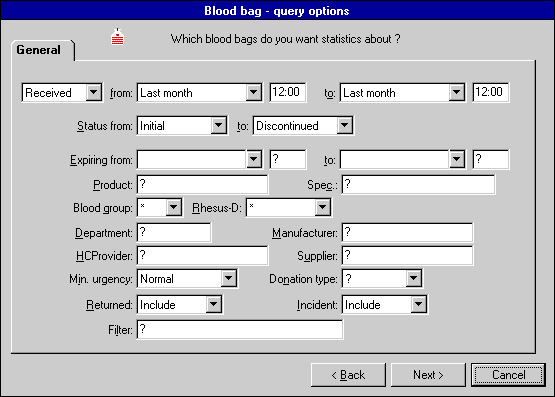 Blood bag - query options
Which blood bags do you want statistics about ?
General
Received from: Last month 12:00 to: Last month 12:00
Status from: Initial to: Discontinued
Expiring from: ? to: ?
Product: ? Spec.: ?
Blood group: * Rhesus-D: *
Department: ? Manufacturer: ?
HCProvider: ? Supplier: ?
Min. urgency: Normal Donation type: ?
Returned: Include Incident: Include
Filter: ?
< Back Next > Cancel